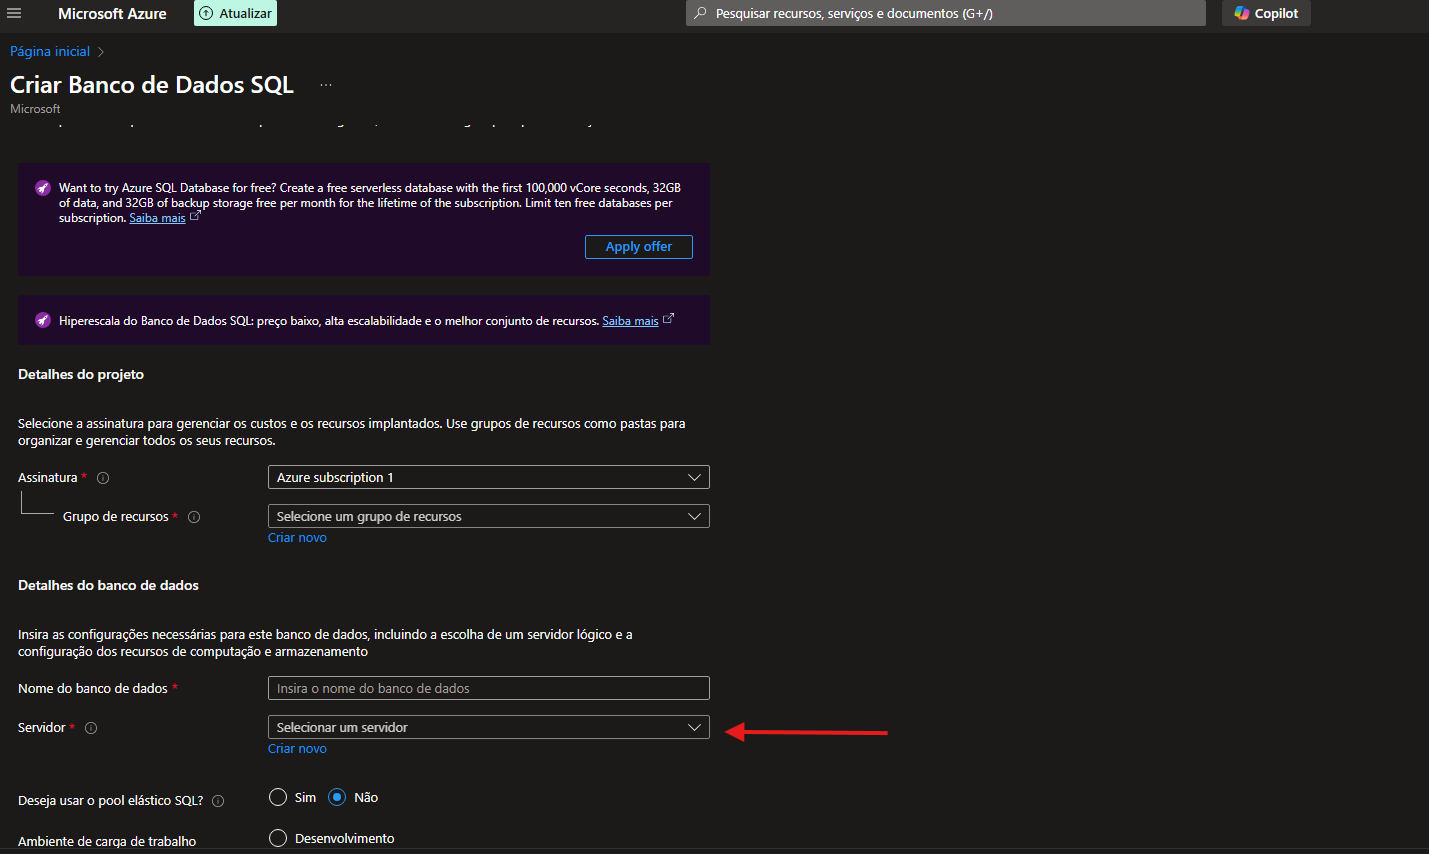 Microsoft Azure
Atualizar
Pesquisar recursos, serviços e documentos (G+/)
Copilot
Página inicial
Criar Banco de Dados SQL
...
Microsoft
Want to try Azure SQL Database for free? Create a free serverless database with the first 100,000 vCore seconds, 32GB
of data, and 32GB of backup storage free per month for the lifetime of the subscription. Limit ten free databases per
subscription. Saiba mais
Apply offer
Hiperescala do Banco de Dados SQL: preço baixo, alta escalabilidade e o melhor conjunto de recursos. Saiba mais
Detalhes do projeto
Selecione a assinatura para gerenciar os custos e os recursos implantados. Use grupos de recursos como pastas para
organizar e gerenciar todos os seus recursos.
Assinatura *
Azure subscription 1
Grupo de recursos *
Selecione um grupo de recursos
Criar novo
Detalhes do banco de dados
Insira as configurações necessárias para este banco de dados, incluindo a escolha de um servidor lógico e a
configuração dos recursos de computação e armazenamento
Nome do banco de dados *
Insira o nome do banco de dados
Servidor *
Selecionar um servidor
Criar novo
Deseja usar o pool elástico SQL?
Sim
Não
Ambiente de carga de trabalho
Desenvolvimento